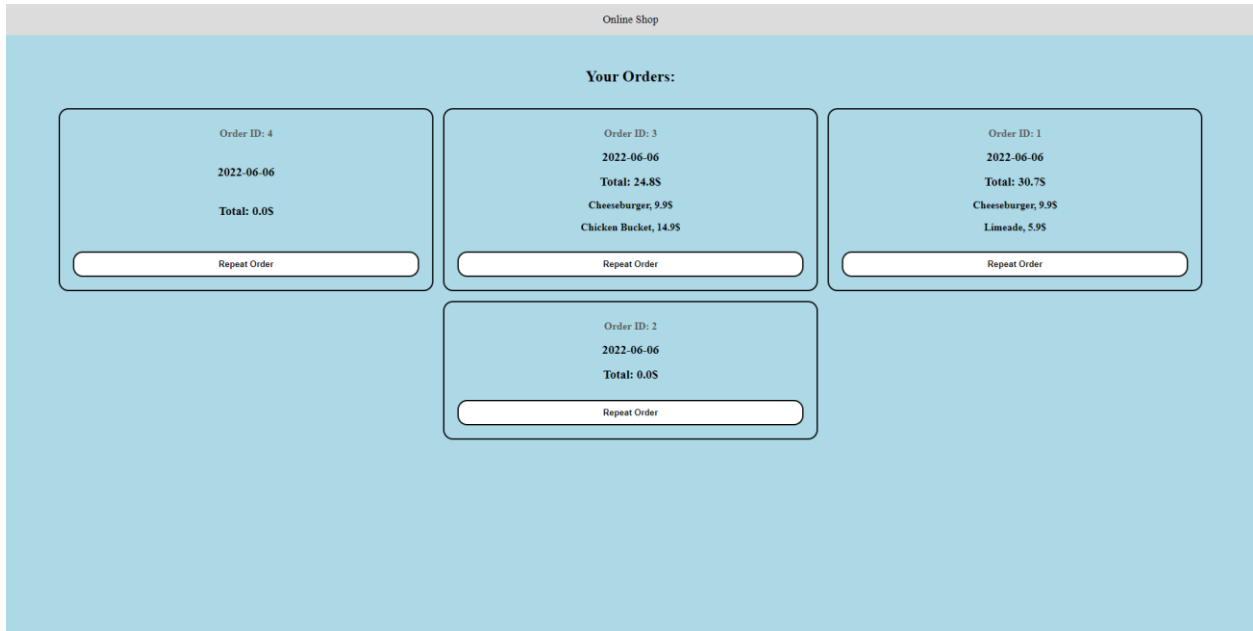 Online Shop
Your Orders:
Order ID: 4
2022-06-06
Total: 0.0$
Repeat Order
Order ID: 3
2022-06-06
Total: 24.8$
Cheeseburger, 9.9$
Chicken Bucket, 14.9$
Repeat Order
Order ID: 1
2022-06-06
Total: 30.7$
Cheeseburger, 9.9$
Limeade, 5.9$
Repeat Order
Order ID: 2
2022-06-06
Total: 0.0$
Repeat Order